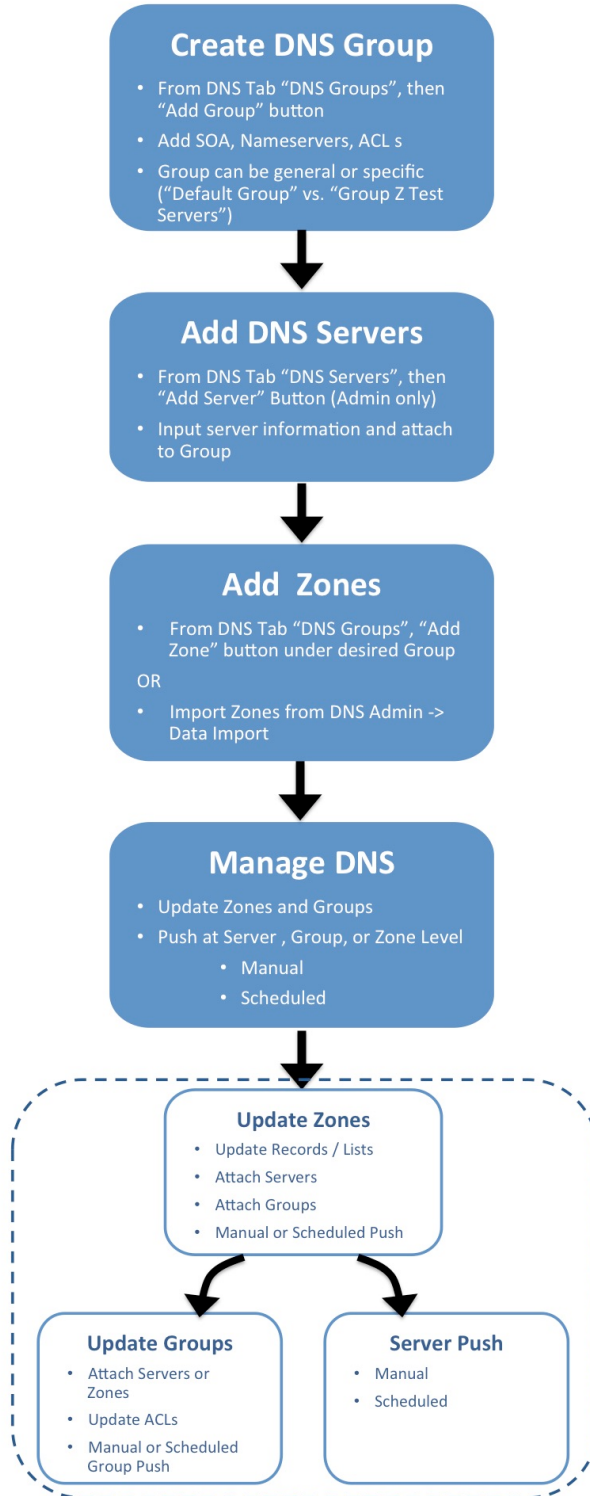 Create DNS Group
• From DNS Tab “DNS Groups”, then
“Add Group” button
• Add SOA, Nameservers, ACL s
• Group can be general or specific
(“Default Group” vs. “Group Z Test
Servers”)
Add DNS Servers
• From DNS Tab “DNS Servers”, then
“Add Server” Button (Admin only)
• Input server information and attach
to Group
Add Zones
• From DNS Tab “DNS Groups”, “Add
Zone” button under desired Group
OR
• Import Zones from DNS Admin ->
Data Import
Manage DNS
• Update Zones and Groups
• Push at Server , Group, or Zone Level
• Manual
• Scheduled
Update Zones
• Update Records / Lists
• Attach Servers
• Attach Groups
• Manual or Scheduled Push
Update Groups
• Attach Servers or
Zones
• Update ACLs
• Manual or Scheduled
Group Push
Server Push
• Manual
• Scheduled